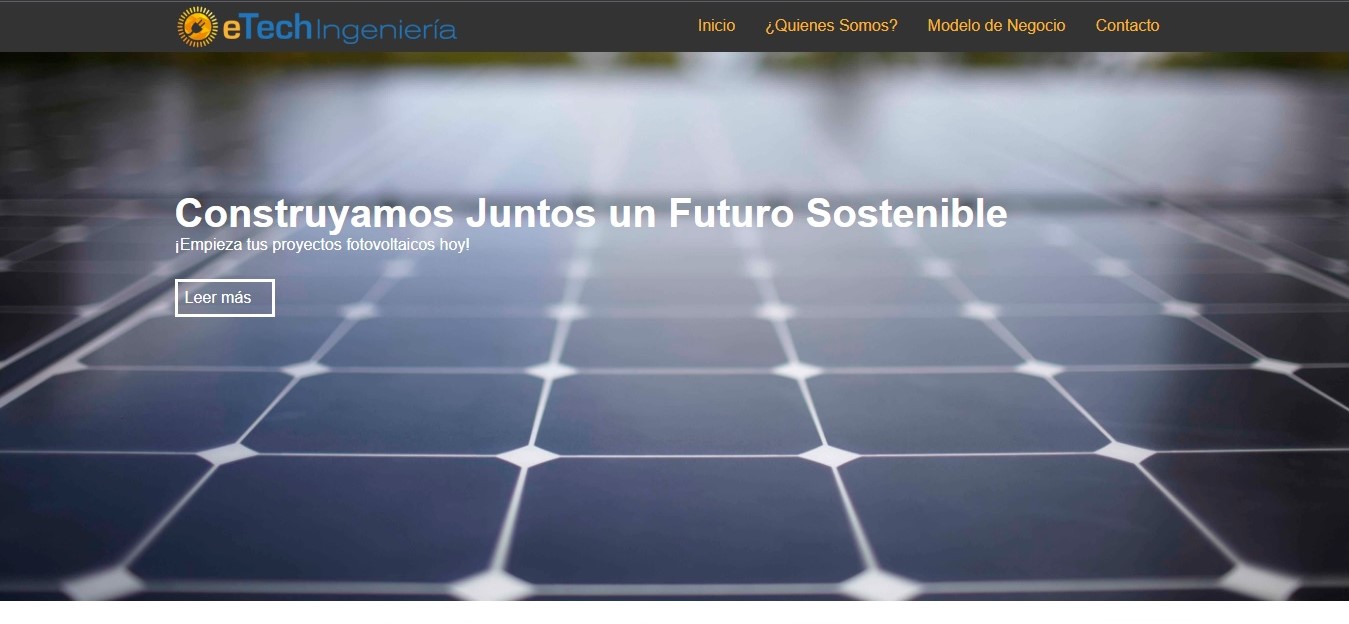 eTech Ingeniería
Inicio
¿Quienes Somos?
Modelo de Negocio
Contacto
Construyamos Juntos un Futuro Sostenible
¡Empieza tus proyectos fotovoltaicos hoy!
Leer más